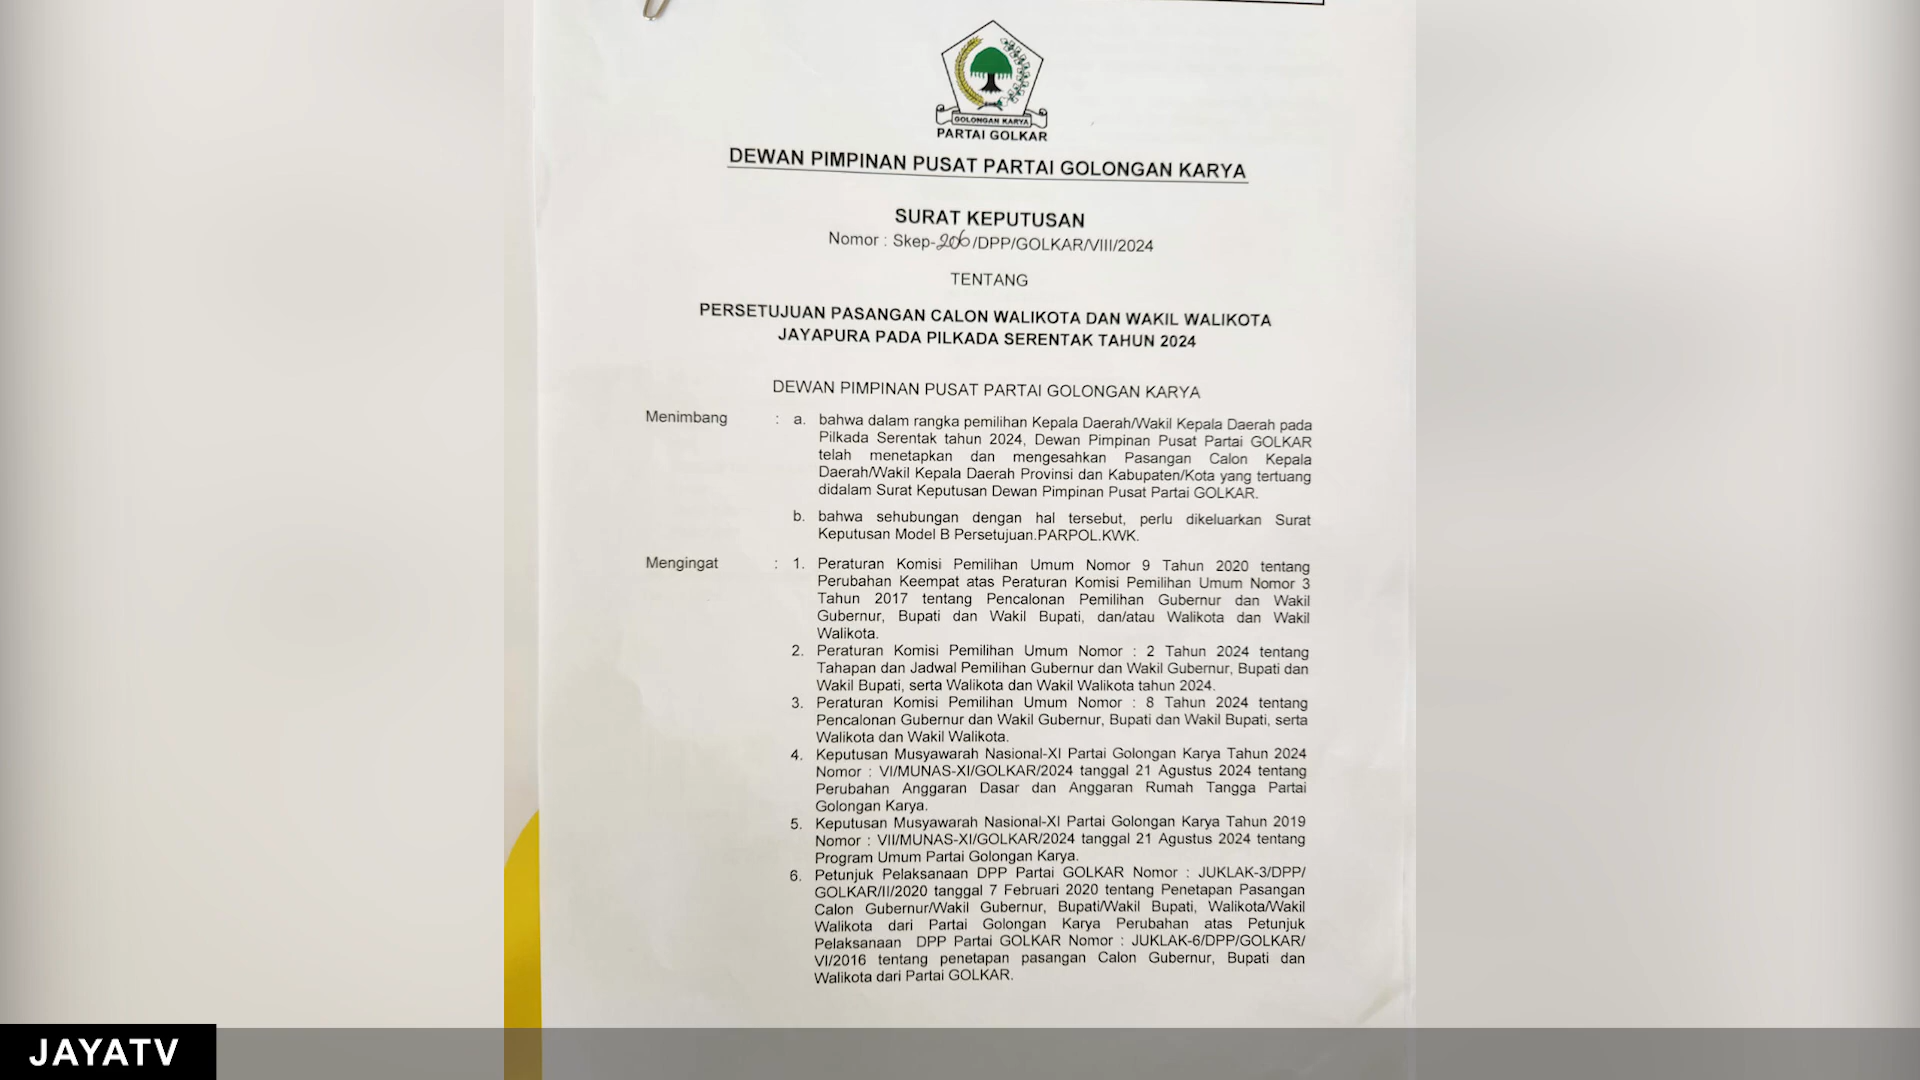 GOLONGAN KARYA
PARTAI GOLKAR
DEWAN PIMPINAN PUSAT PARTAI GOLONGAN KARYA
SURAT KEPUTUSAN
Nomor : Skep-206/DPP/GOLKAR/VIII/2024
TENTANG
PERSETUJUAN PASANGAN CALON WALIKOTA DAN WAKIL WALIKOTA
JAYAPURA PADA PILKADA SERENTAK TAHUN 2024
DEWAN PIMPINAN PUSAT PARTAI GOLONGAN KARYA
Menimbang : a. bahwa dalam rangka pemilihan Kepala Daerah/Wakil Kepala Daerah pada
Pilkada Serentak tahun 2024, Dewan Pimpinan Pusat Partai GOLKAR
telah menetapkan dan mengesahkan Pasangan Calon Kepala
Daerah/Wakil Kepala Daerah Provinsi dan Kabupaten/Kota yang tertuang
didalam Surat Keputusan Dewan Pimpinan Pusat Partai GOLKAR.
b. bahwa sehubungan dengan hal tersebut, perlu dikeluarkan Surat
Keputusan Model B Persetujuan.PARPOL.KWK.
Mengingat : 1. Peraturan Komisi Pemilihan Umum Nomor 9 Tahun 2020 tentang
Perubahan Keempat atas Peraturan Komisi Pemilihan Umum Nomor 3
Tahun 2017 tentang Pencalonan Pemilihan Gubernur dan Wakil
Gubernur, Bupati dan Wakil Bupati, dan/atau Walikota dan Wakil
Walikota.
2. Peraturan Komisi Pemilihan Umum Nomor : 2 Tahun 2024 tentang
Tahapan dan Jadwal Pemilihan Gubernur dan Wakil Gubernur, Bupati dan
Wakil Bupati, serta Walikota dan Wakil Walikota tahun 2024.
3. Peraturan Komisi Pemilihan Umum Nomor : 8 Tahun 2024 tentang
Pencalonan Gubernur dan Wakil Gubernur, Bupati dan Wakil Bupati, serta
Walikota dan Wakil Walikota.
4. Keputusan Musyawarah Nasional-XI Partai Golongan Karya Tahun 2024
Nomor : VI/MUNAS-XI/GOLKAR/2024 tanggal 21 Agustus 2024 tentang
Perubahan Anggaran Dasar dan Anggaran Rumah Tangga Partai
Golongan Karya.
5. Keputusan Musyawarah Nasional-XI Partai Golongan Karya Tahun 2019
Nomor : VII/MUNAS-XI/GOLKAR/2024 tanggal 21 Agustus 2024 tentang
Program Umum Partai Golongan Karya.
6. Petunjuk Pelaksanaan DPP Partai GOLKAR Nomor : JUKLAK-3/DPP/
GOLKAR/II/2020 tanggal 7 Februari 2020 tentang Penetapan Pasangan
Calon Gubernur/Wakil Gubernur, Bupati/Wakil Bupati, Walikota/Wakil
Walikota dari Partai Golongan Karya Perubahan atas Petunjuk
Pelaksanaan DPP Partai GOLKAR Nomor : JUKLAK-6/DPP/GOLKAR/
VI/2016 tentang penetapan pasangan Calon Gubernur, Bupati dan
Walikota dari Partai GOLKAR.
JAYATV